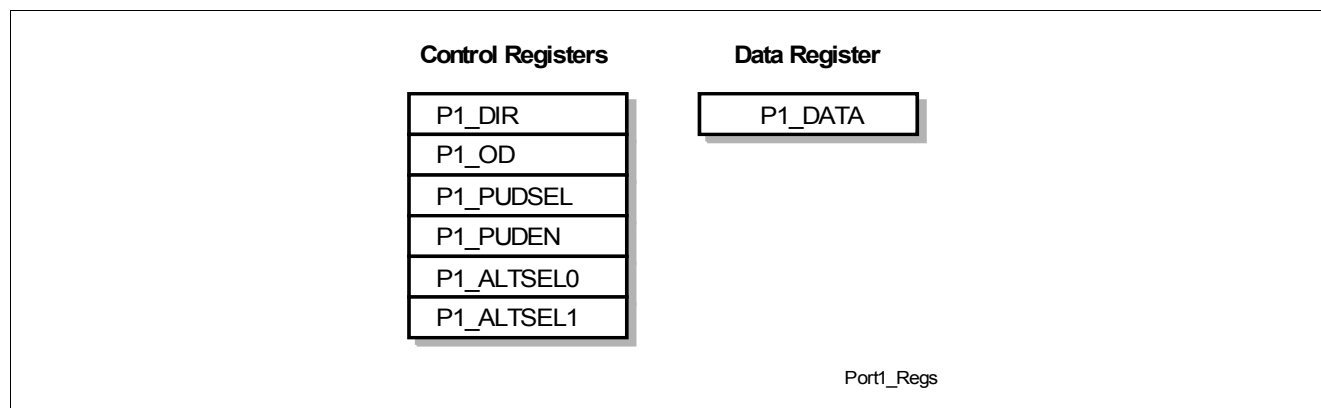 Control Registers
P1_DIR
P1_OD
P1_PUDSEL
P1_PUDEN
P1_ALTSEL0
P1_ALTSEL1
Data Register
P1_DATA
Port1_Regs